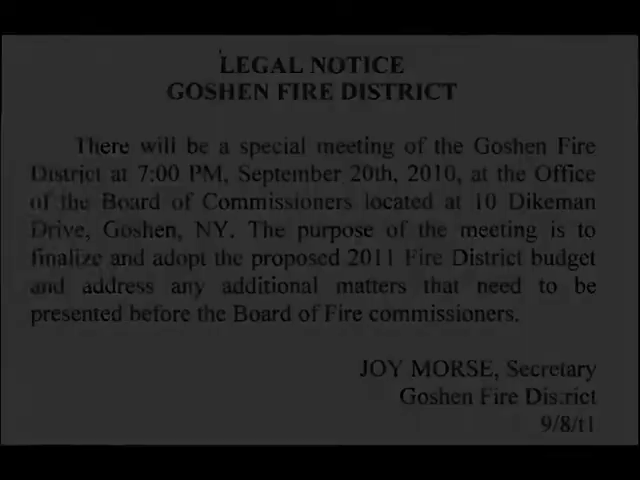 LEGAL NOTICE
GOSHEN FIRE DISTRICT
There will be a special meeting of the Goshen Fire
District at 7:00 PM, September 20th, 2010, at the Office
of the Board of Commissioners located at 10 Dikeman
Drive, Goshen, NY. The purpose of the meeting is to
finalize and adopt the proposed 2011 Fire District budget
and address any additional matters that need to be
presented before the Board of Fire commissioners.
JOY MORSE, Secretary
Goshen Fire District
9/8/t1